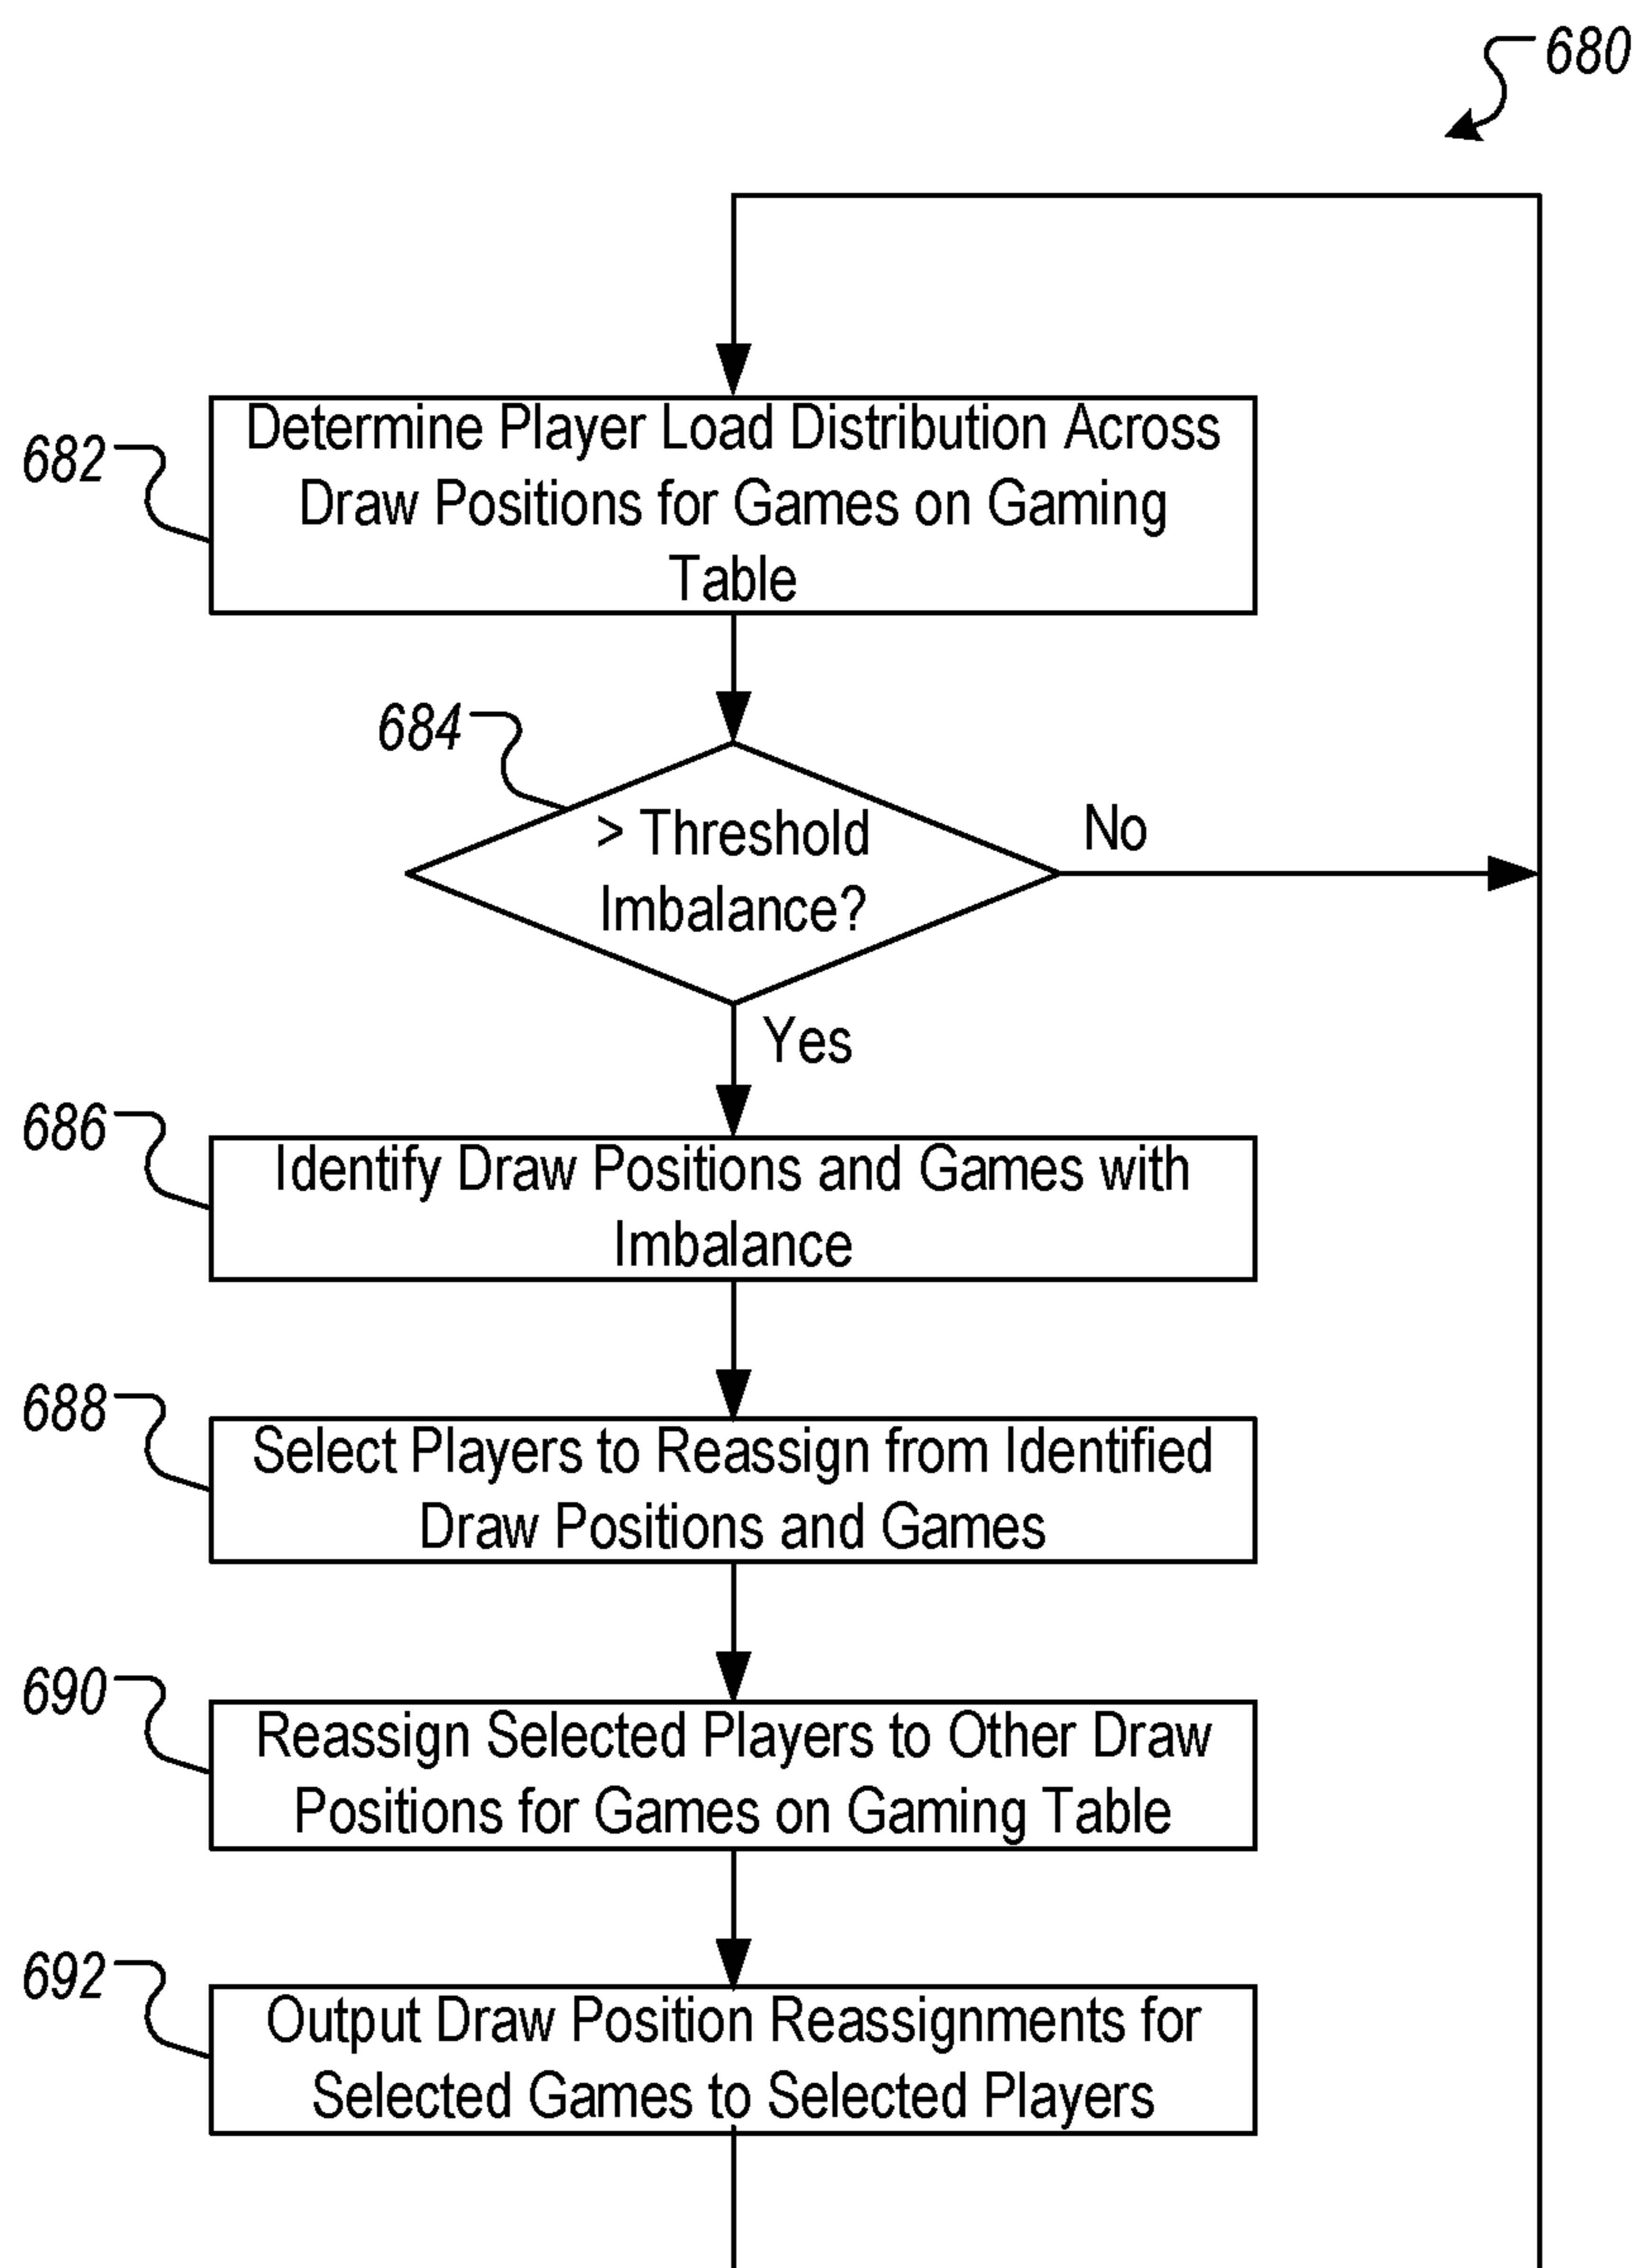 680
682
Determine Player Load Distribution Across
Draw Positions for Games on Gaming
Table
684
> Threshold
Imbalance?
No
Yes
686
Identify Draw Positions and Games with
Imbalance
688
Select Players to Reassign from Identified
Draw Positions and Games
690
Reassign Selected Players to Other Draw
Positions for Games on Gaming Table
692
Output Draw Position Reassignments for
Selected Games to Selected Players